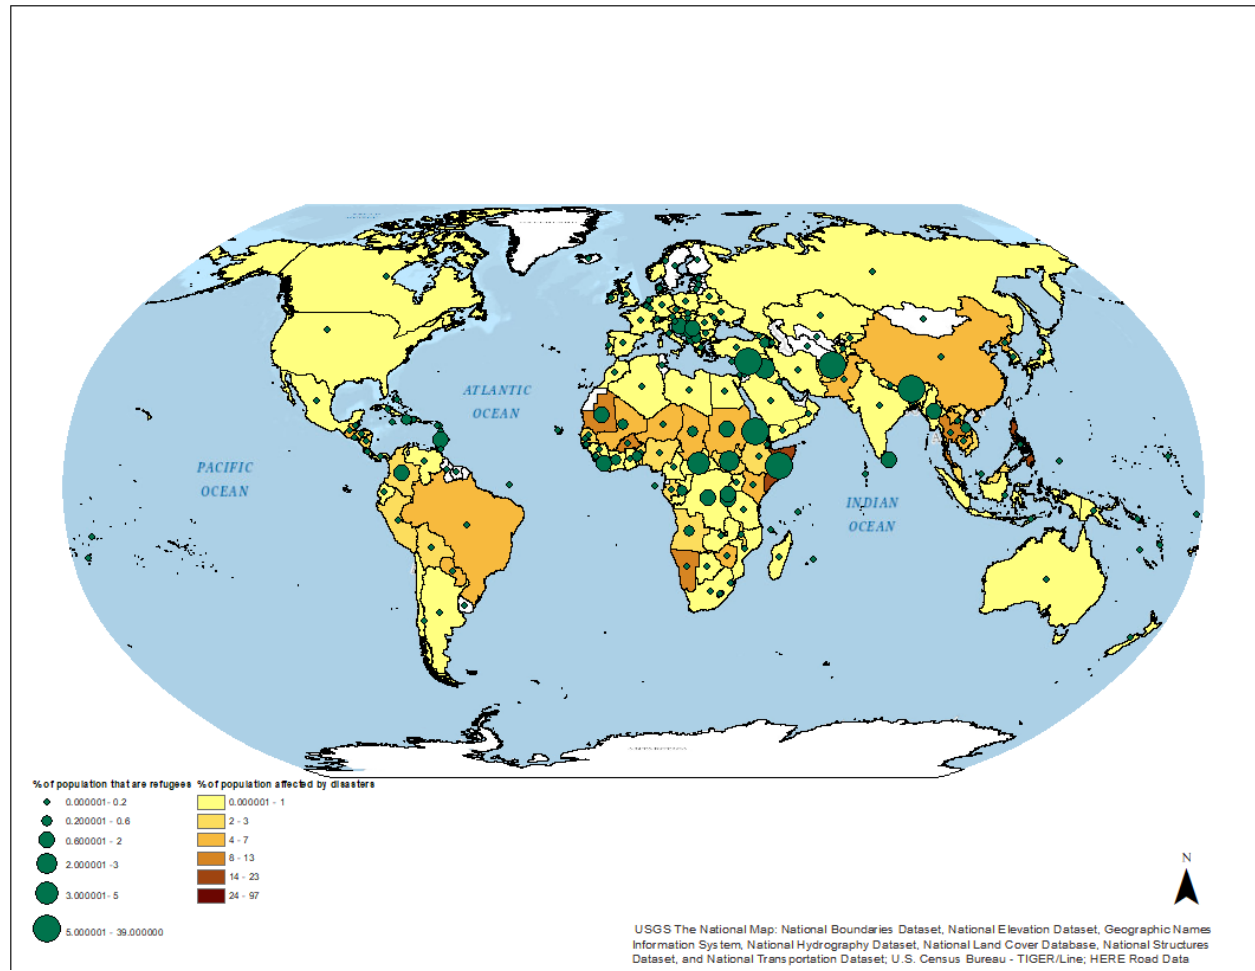 ATLANTIC
OCEAN
PACIFIC
OCEAN
INDIAN
OCEAN
% of population that are refugees
0.000001- 0.2
0.200001 - 0.6
0.600001 - 2
2.000001 -3
3.000001- 5
5.000001 - 39.000000
% of population affected by disasters
0.000001 - 1
2 - 3
4 - 7
8 - 13
14 - 23
24 - 97
N
USGS The National Map: National Boundaries Dataset, National Elevation Dataset, Geographic Names
Information System, National Hydrography Dataset, National Land Cover Database, National Structures
Dataset, and National Transportation Dataset; U.S. Census Bureau - TIGER/Line; HERE Road Data